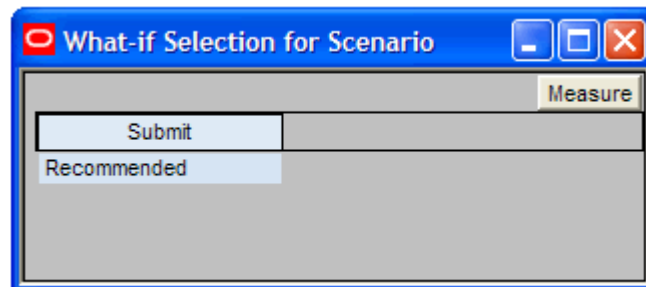 What-if Selection for Scenario
Measure
Submit
Recommended